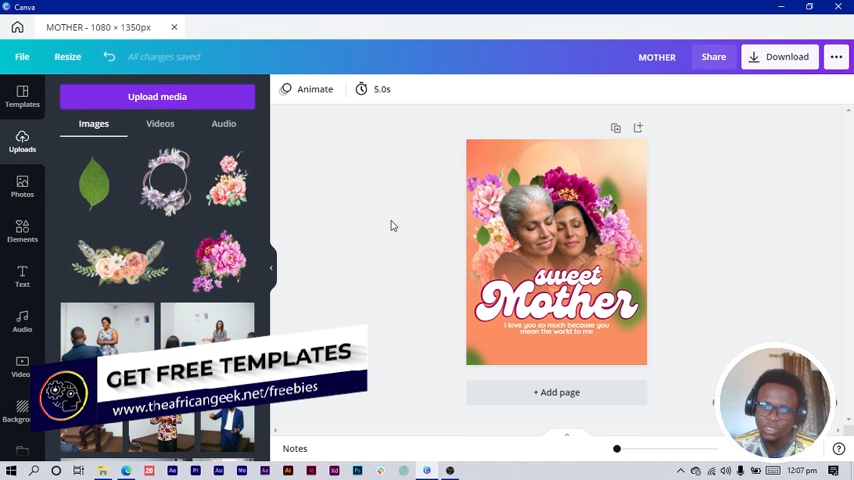 Canva
MOTHER - 1080 × 1350px
File
Resize
All changes saved
MOTHER
Share
Download
Templates
Uploads
Photos
Elements
Text
Audio
Upload media
Images
Videos
Audio
Animate
5.0s
sweet
Mother
I love you so much because you
mean the world to me
+ Add page
GET FREE TEMPLATES
www.theafricangeek.net/freebies
Notes
12:07 pm